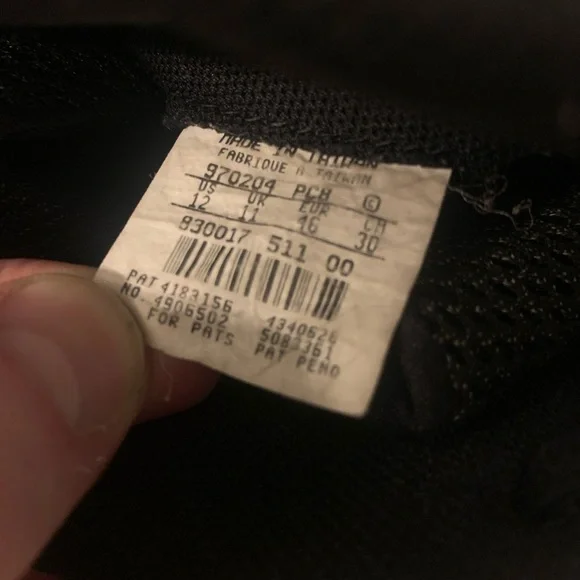 MADE IN TAIWAN
FABRIQUE A TAIWAN
970204 PCH C
US UK EUR CM
12 11 46 30
830017 511 00
PAT 4183156 4340626
NO. 4906502 5083361
FOR PATS PAT PEND